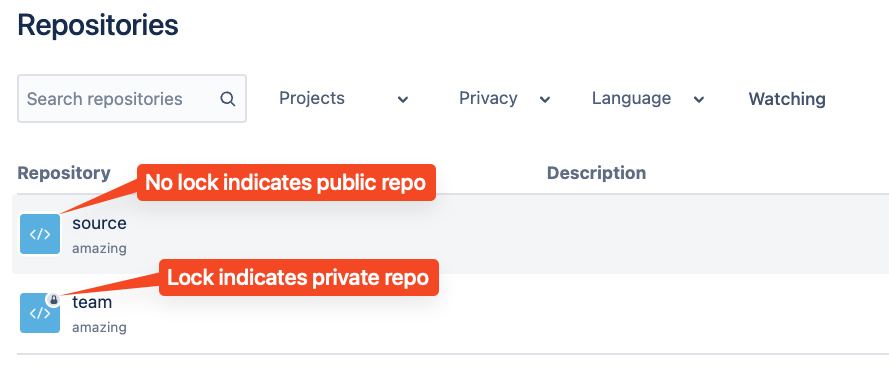 Repositories
Search repositories Projects Privacy Language Watching
Repository Description
No lock indicates public repo
</> source
amazing
Lock indicates private repo
</> team
amazing